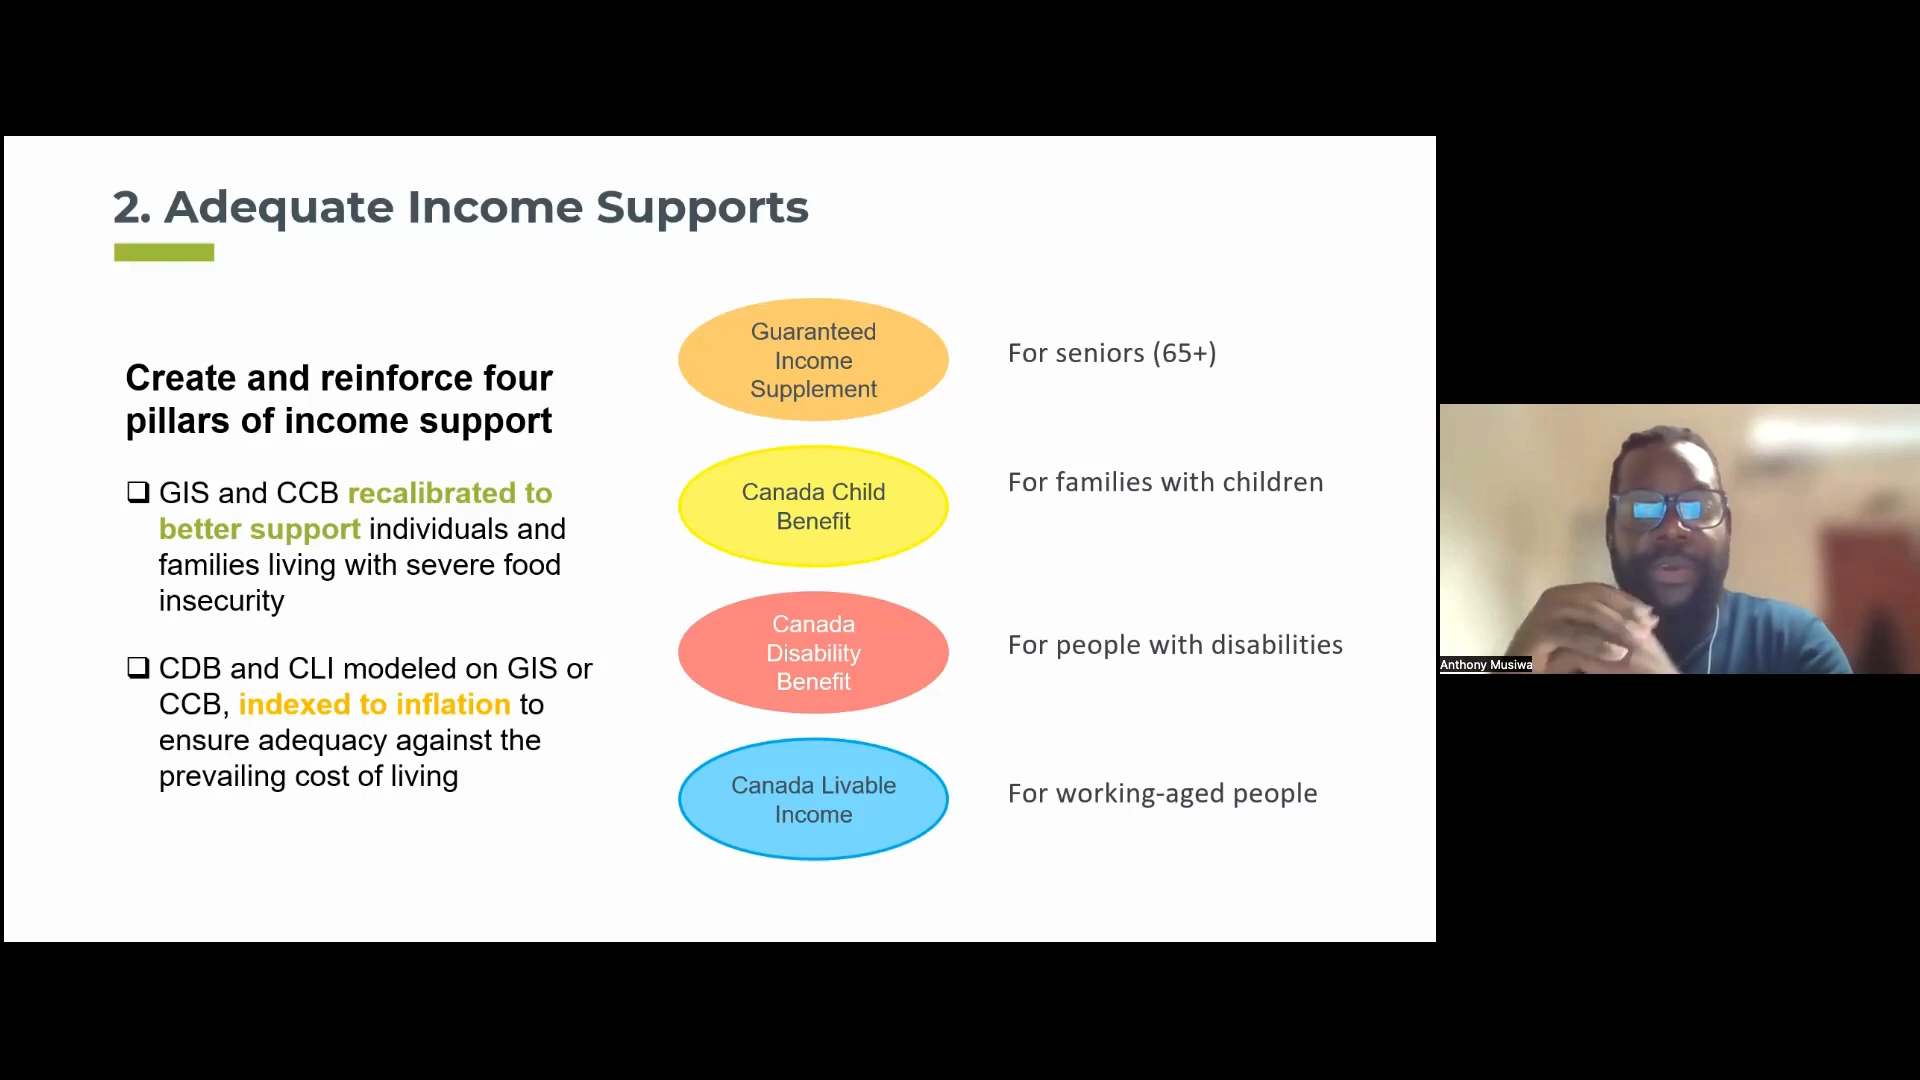 2. Adequate Income Supports
Create and reinforce four
pillars of income support
❑ GIS and CCB recalibrated to
better support individuals and
families living with severe food
insecurity
❑ CDB and CLI modeled on GIS or
CCB, indexed to inflation to
ensure adequacy against the
prevailing cost of living
Guaranteed
Income
Supplement
For seniors (65+)
Canada Child
Benefit
For families with children
Canada
Disability
Benefit
For people with disabilities
Canada Livable
Income
For working-aged people
Anthony Musiwa